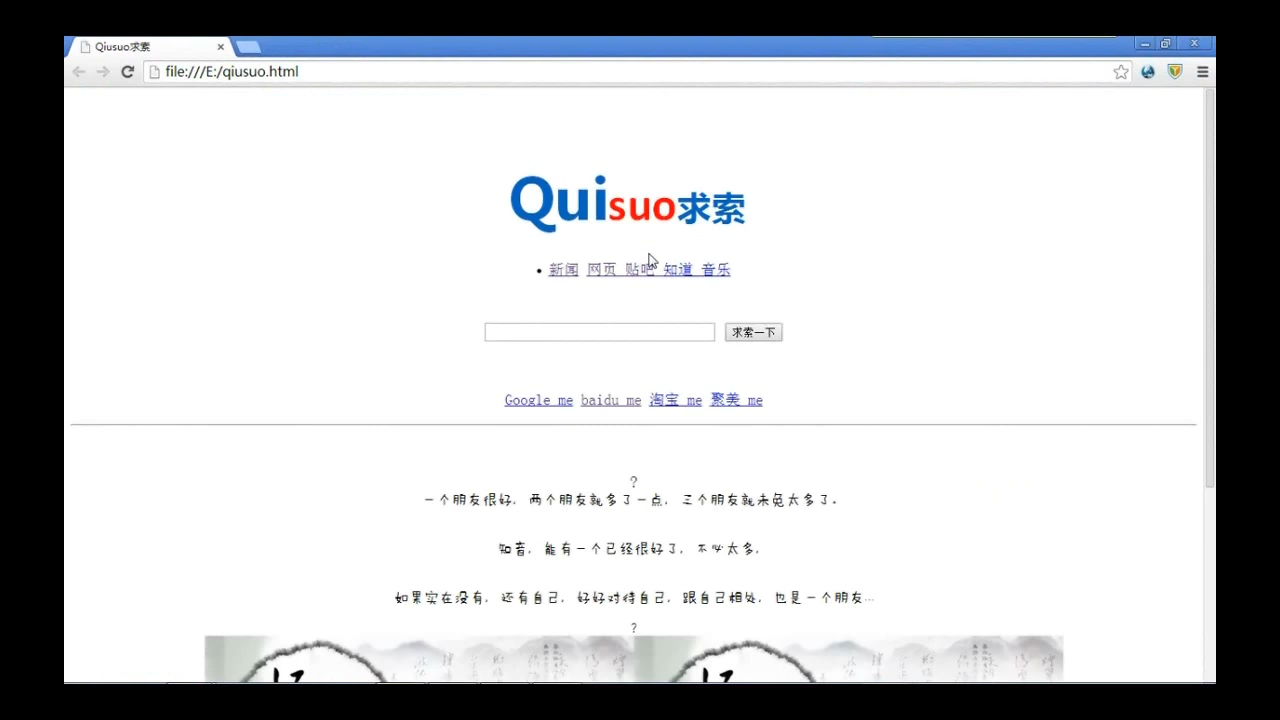 Qiusuo求索
file:///E:/qiusuo.html
Quisuo求索
新闻 网页 贴吧 知道 音乐
求索一下
Google me baidu me 淘宝 me 聚美 me
?
一个朋友很好，两个朋友就多了一点，三个朋友就未免太多了。
知音，能有一个已经很好了，不必太多，
如果实在没有，还有自己，好好对待自己，跟自己相处，也是一个朋友…
?